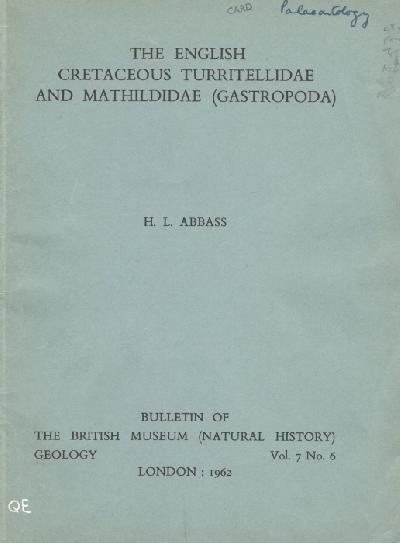 CARD Palaeontology
THE ENGLISH
CRETACEOUS TURRITELLIDAE
AND MATHILDIDAE (GASTROPODA)
H. L. ABBASS
BULLETIN OF
THE BRITISH MUSEUM (NATURAL HISTORY)
GEOLOGY Vol. 7 No. 6
LONDON : 1962
QE